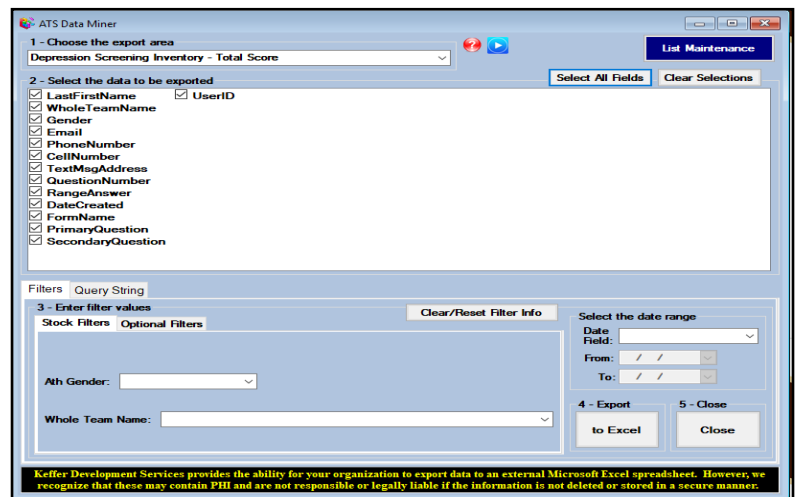 ATS Data Miner
1 - Choose the export area
Depression Screening Inventory - Total Score
List Maintenance
2 - Select the data to be exported
Select All Fields
Clear Selections
LastFirstName UserID
WholeTeamName
Gender
Email
PhoneNumber
CellNumber
TextMsgAddress
QuestionNumber
RangeAnswer
DateCreated
FormName
PrimaryQuestion
SecondaryQuestion
Filters Query String
3 - Enter filter values
Clear/Reset Filter Info
Stock Filters Optional Filters
Ath Gender:
Whole Team Name:
Select the date range
Date
Field:
From: / /
To: / /
4 - Export
to Excel
5 - Close
Close
Keffer Development Services provides the ability for your organization to export data to an external Microsoft Excel spreadsheet. However, we
recognize that these may contain PHI and are not responsible or legally liable if the information is not deleted or stored in a secure manner.